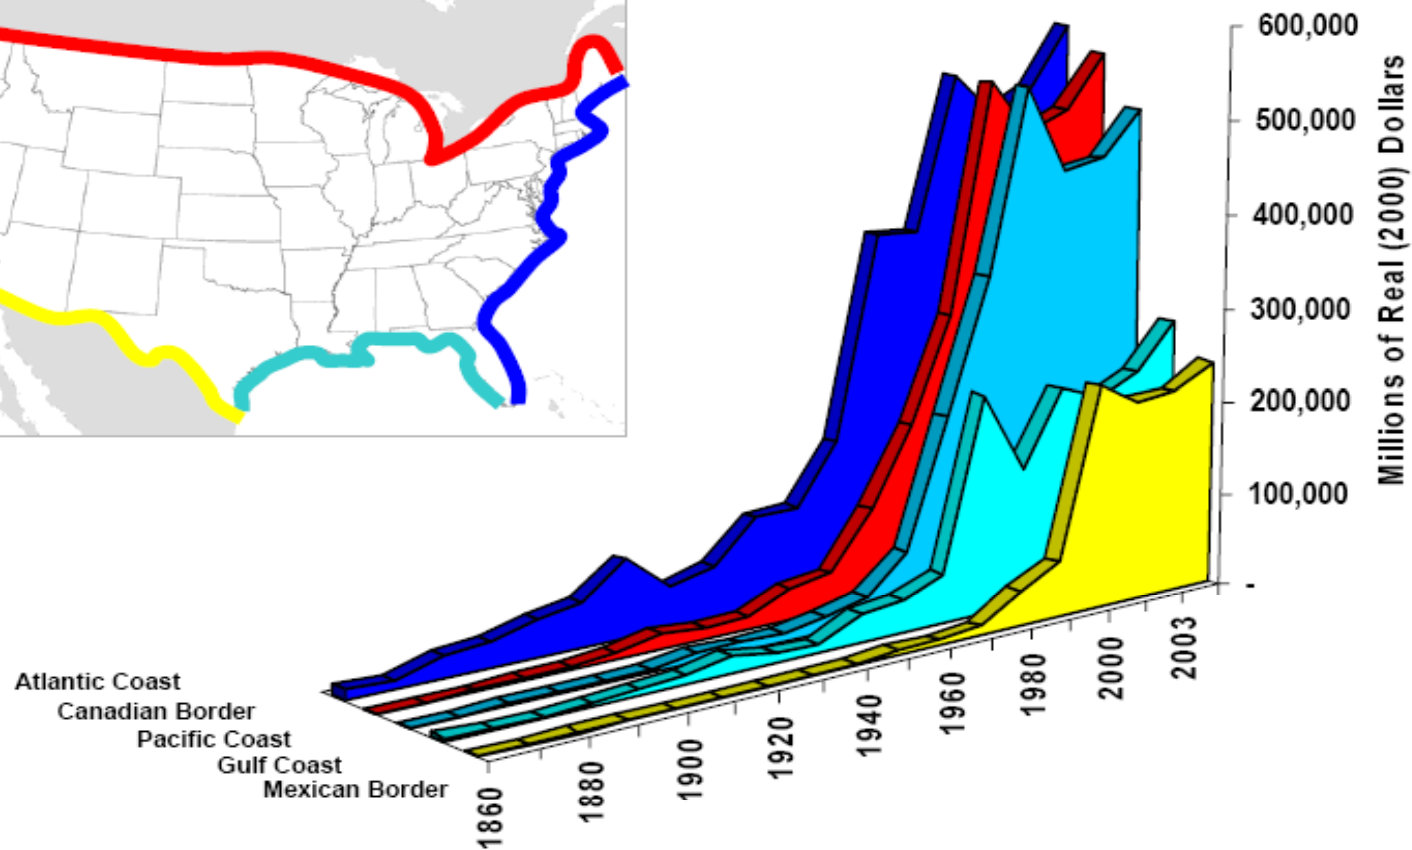 600,000
500,000
400,000
300,000
200,000
100,000
-
Millions of Real (2000) Dollars
Atlantic Coast
Canadian Border
Pacific Coast
Gulf Coast
Mexican Border
1860
1880
1900
1920
1940
1960
1980
2000
2003